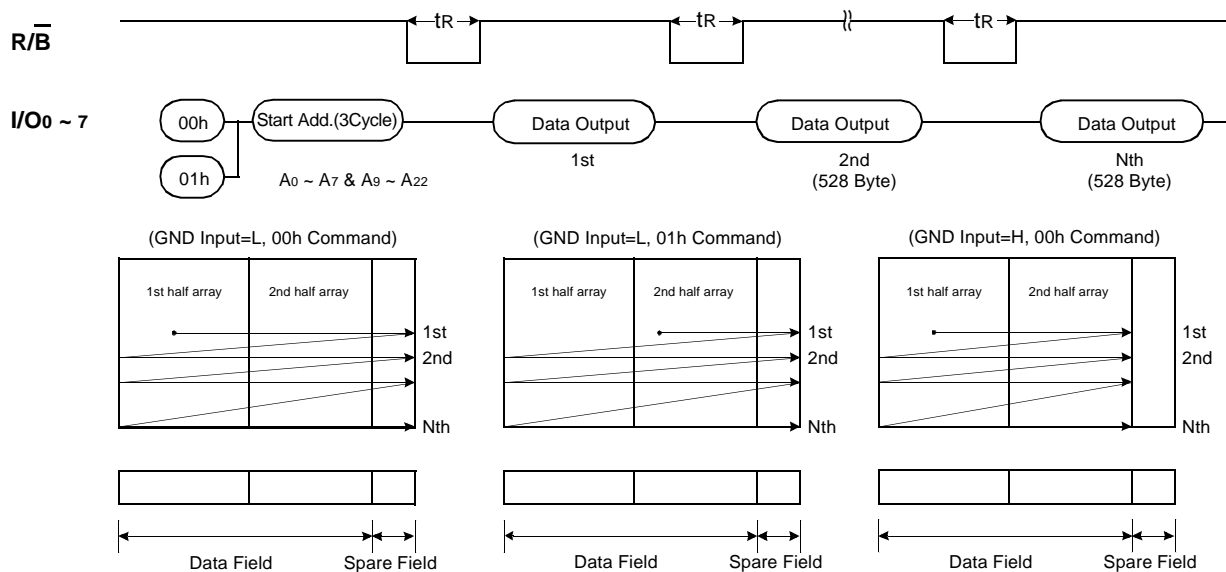 tR tR tR
R/B̅
I/O0 ~ 7
00h Start Add.(3Cycle) Data Output Data Output Data Output
01h
A0 ~ A7 & A9 ~ A22
1st 2nd Nth
(528 Byte) (528 Byte)
(GND Input=L, 00h Command) (GND Input=L, 01h Command) (GND Input=H, 00h Command)
1st half array 2nd half array 1st half array 2nd half array 1st half array 2nd half array
1st 1st 1st
2nd 2nd 2nd
Nth Nth Nth
Data Field Spare Field Data Field Spare Field Data Field Spare Field